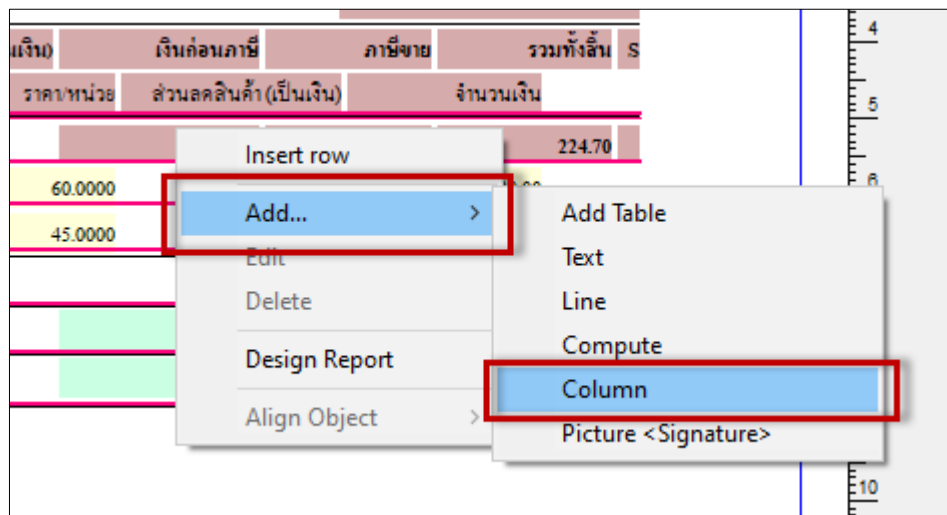 เงินก่อนภาษี ภาษีขาย รวมทั้งสิ้น S
ราคา/หน่วย ส่วนลดสินค้า (เป็นเงิน) จำนวนเงิน
224.70
60.0000
45.0000
Insert row
Add... >
Edit
Delete
Design Report
Align Object >
Add Table
Text
Line
Compute
Column
Picture <Signature>
4
5
6
10